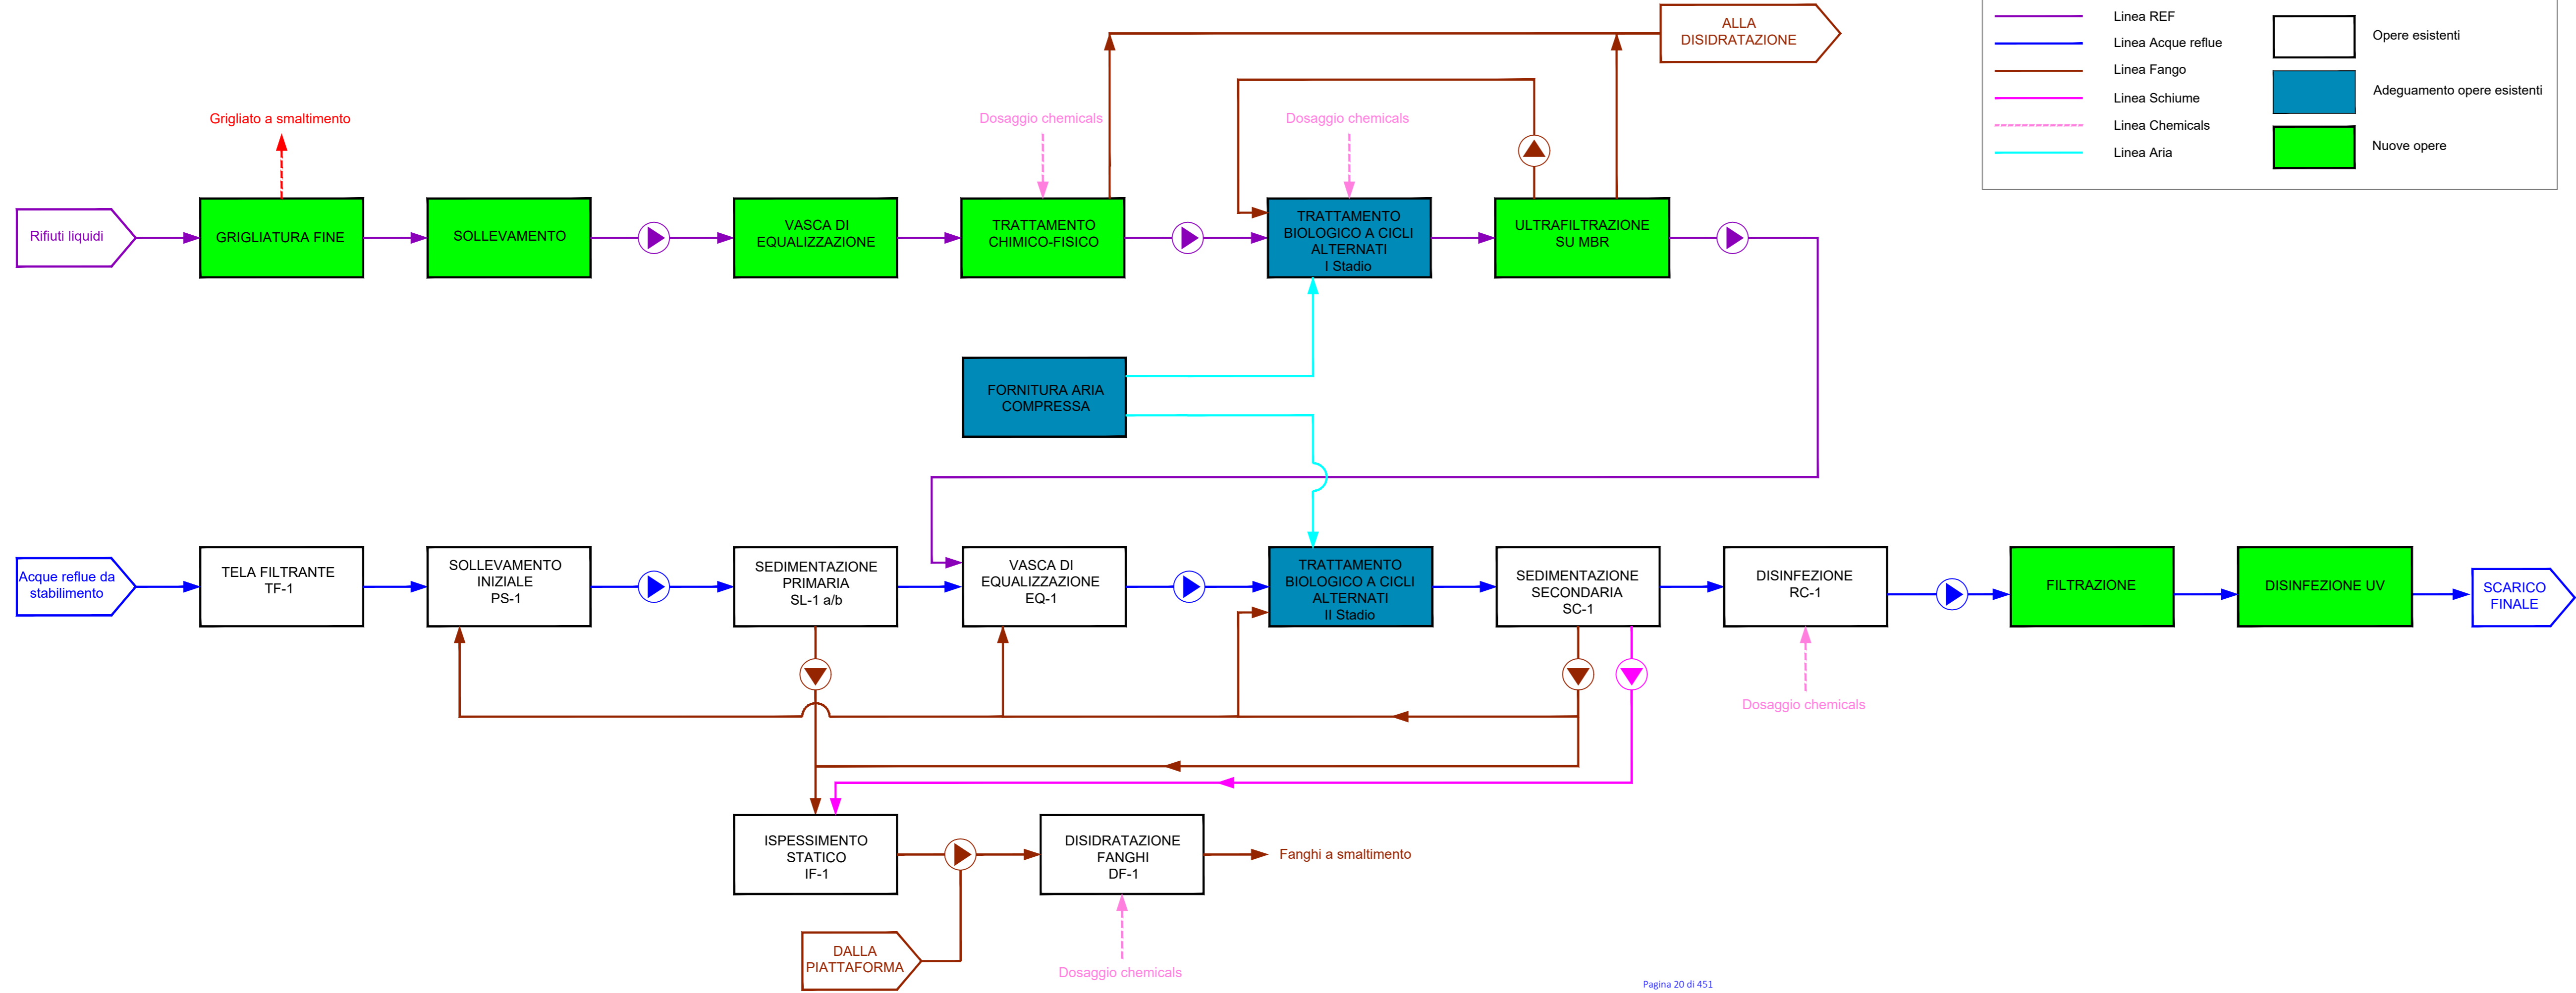 ALLA
DISIDRATAZIONE
Linea REF
Linea Acque reflue
Linea Fango
Linea Schiume
Linea Chemicals
Linea Aria
Opere esistenti
Adeguamento opere esistenti
Nuove opere
Grigliato a smaltimento
Dosaggio chemicals
Dosaggio chemicals
Rifiuti liquidi
GRIGLIATURA FINE
SOLLEVAMENTO
VASCA DI
EQUALIZZAZIONE
TRATTAMENTO
CHIMICO-FISICO
TRATTAMENTO
BIOLOGICO A CICLI
ALTERNATI
I Stadio
ULTRAFILTRAZIONE
SU MBR
FORNITURA ARIA
COMPRESSA
Acque reflue da
stabilimento
TELA FILTRANTE
TF-1
SOLLEVAMENTO
INIZIALE
PS-1
SEDIMENTAZIONE
PRIMARIA
SL-1 a/b
VASCA DI
EQUALIZZAZIONE
EQ-1
TRATTAMENTO
BIOLOGICO A CICLI
ALTERNATI
II Stadio
SEDIMENTAZIONE
SECONDARIA
SC-1
DISINFEZIONE
RC-1
FILTRAZIONE
DISINFEZIONE UV
SCARICO
FINALE
Dosaggio chemicals
ISPESSIMENTO
STATICO
IF-1
DISIDRATAZIONE
FANGHI
DF-1
Fanghi a smaltimento
DALLA
PIATTAFORMA
Dosaggio chemicals
Pagina 20 di 451